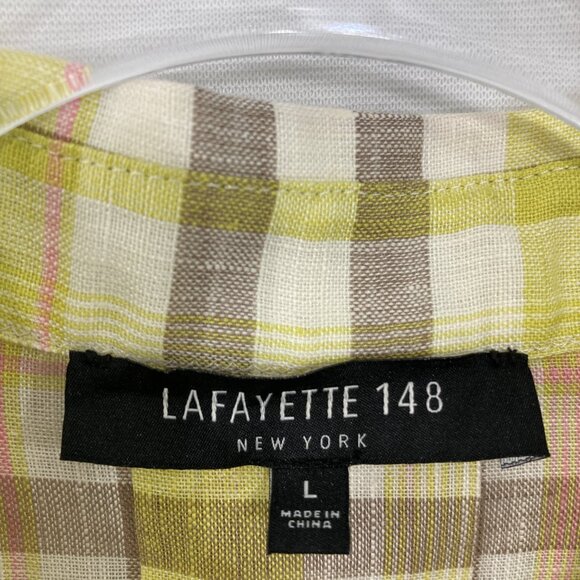 LAFAYETTE 148
NEW YORK
L
MADE IN
CHINA